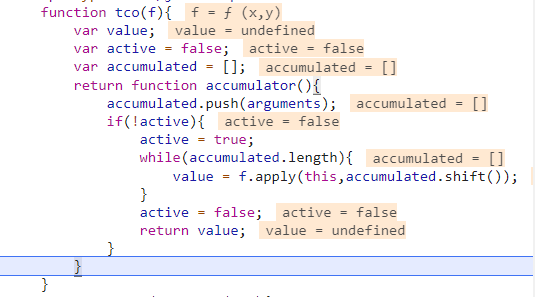 function tco(f){ f = ƒ (x,y)
    var value; value = undefined
    var active = false; active = false
    var accumulated = []; accumulated = []
    return function accumulator(){
        accumulated.push(arguments); accumulated = []
        if(!active){ active = false
            active = true;
            while(accumulated.length){ accumulated = []
                value = f.apply(this,accumulated.shift());
            }
            active = false; active = false
            return value; value = undefined
        }
    }
}